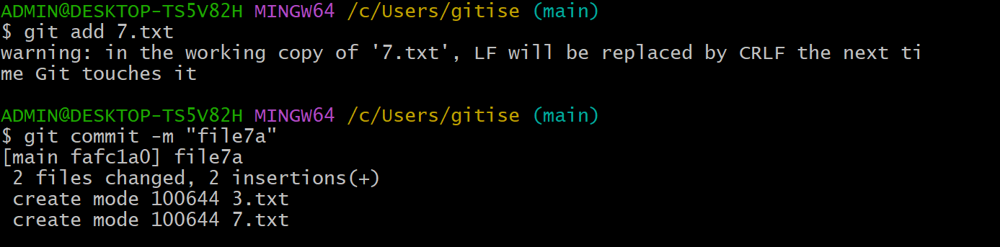 ADMIN@DESKTOP-TS5V82H MINGW64 /c/Users/gitise (main)
$ git add 7.txt
warning: in the working copy of '7.txt', LF will be replaced by CRLF the next ti
me Git touches it
ADMIN@DESKTOP-TS5V82H MINGW64 /c/Users/gitise (main)
$ git commit -m "file7a"
[main fafc1a0] file7a
 2 files changed, 2 insertions(+)
 create mode 100644 3.txt
 create mode 100644 7.txt